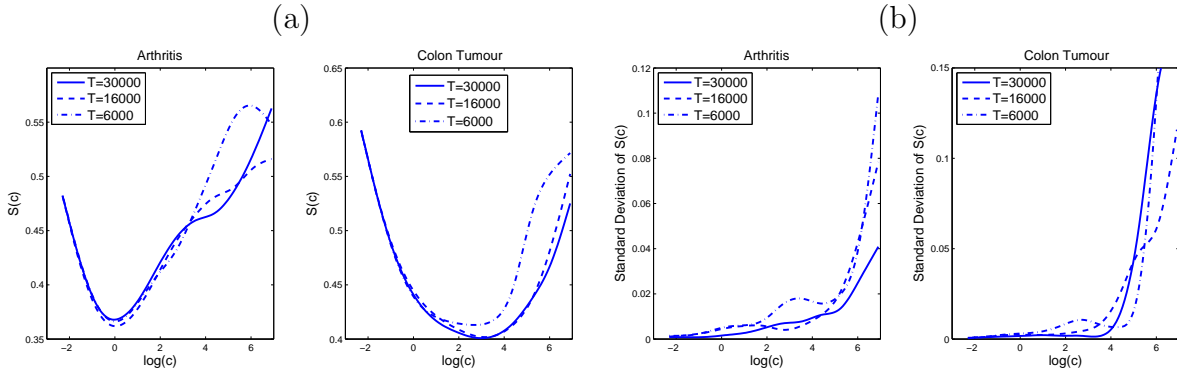 (a)
(b)
Arthritis
T=30000
T=16000
T=6000
0.55
0.5
0.45
0.4
0.35
S(c)
−2 0 2 4 6
log(c)
Colon Tumour
T=30000
T=16000
T=6000
0.65
0.6
0.55
0.5
0.45
0.4
S(c)
−2 0 2 4 6
log(c)
Arthritis
T=30000
T=16000
T=6000
0.12
0.1
0.08
0.06
0.04
0.02
0
Standard Deviation of S(c)
−2 0 2 4 6
log(c)
Colon Tumour
T=30000
T=16000
T=6000
0.15
0.1
0.05
0
Standard Deviation of S(c)
−2 0 2 4 6
log(c)